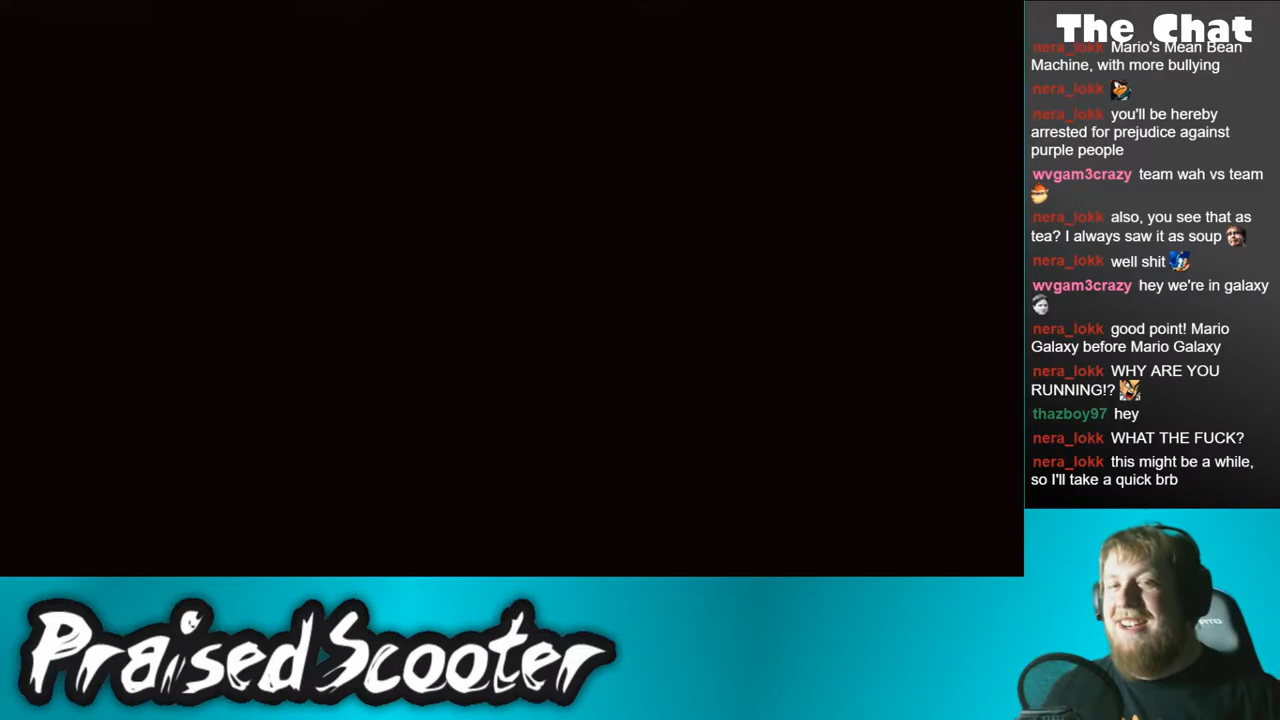 The Chat
nera_lokk Mario's Mean Bean
Machine, with more bullying
nera_lokk
nera_lokk you'll be hereby
arrested for prejudice against
purple people
wvgam3crazy team wah vs team
nera_lokk also, you see that as
tea? I always saw it as soup
nera_lokk well shit
wvgam3crazy hey we're in galaxy
nera_lokk good point! Mario
Galaxy before Mario Galaxy
nera_lokk WHY ARE YOU
RUNNING!?
thazboy97 hey
nera_lokk WHAT THE FUCK?
nera_lokk this might be a while,
so I'll take a quick brb
PraisedScooter